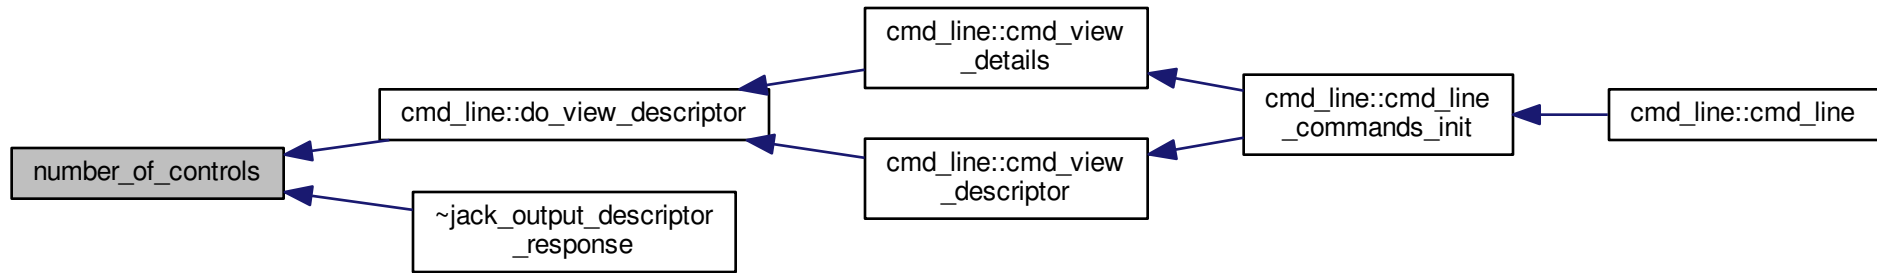 number_of_controls
cmd_line::do_view_descriptor
~jack_output_descriptor
_response
cmd_line::cmd_view
_details
cmd_line::cmd_view
_descriptor
cmd_line::cmd_line
_commands_init
cmd_line::cmd_line